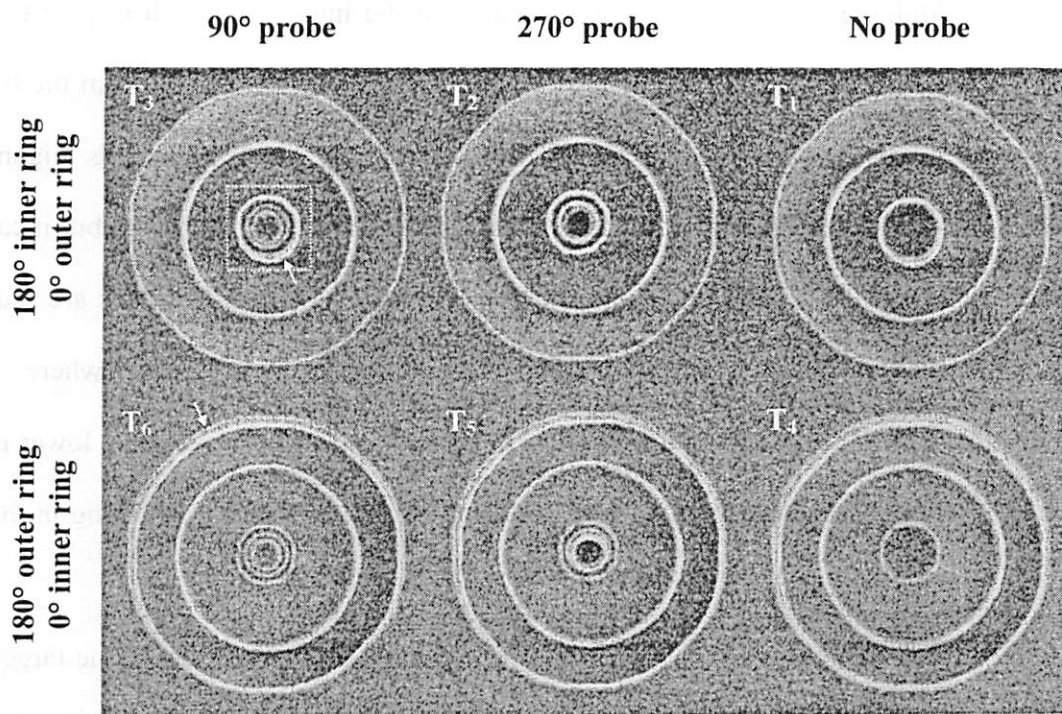 90° probe 270° probe No probe
180° inner ring
0° outer ring
T3 T2 T1
180° outer ring
0° inner ring
T6 T5 T4